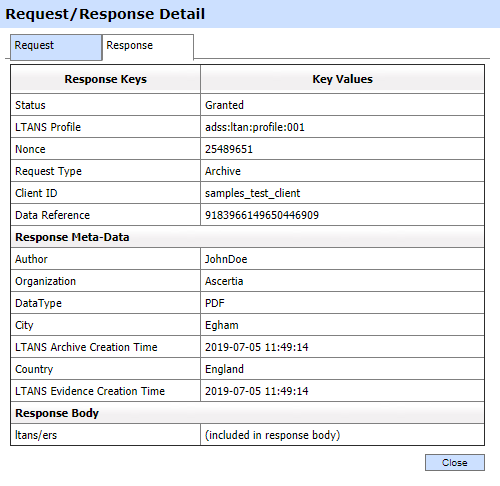 Request/Response Detail
Request Response
Response Keys Key Values
Status Granted
LTANS Profile adss:ltan:profile:001
Nonce 25489651
Request Type Archive
Client ID samples_test_client
Data Reference 9183966149650446909
Response Meta-Data
Author JohnDoe
Organization Ascertia
DataType PDF
City Egham
LTANS Archive Creation Time 2019-07-05 11:49:14
Country England
LTANS Evidence Creation Time 2019-07-05 11:49:14
Response Body
ltans/ers (included in response body)
Close